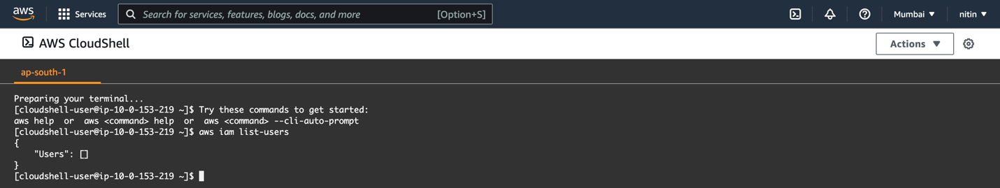 aws Services Search for services, features, blogs, docs, and more [Option+S] Mumbai ▼ nitin ▼
AWS CloudShell Actions ▼
ap-south-1
Preparing your terminal...
[cloudshell-user@ip-10-0-153-219 ~]$ Try these commands to get started:
aws help or aws <command> help or aws <command> --cli-auto-prompt
[cloudshell-user@ip-10-0-153-219 ~]$ aws iam list-users
{
    "Users": []
}
[cloudshell-user@ip-10-0-153-219 ~]$